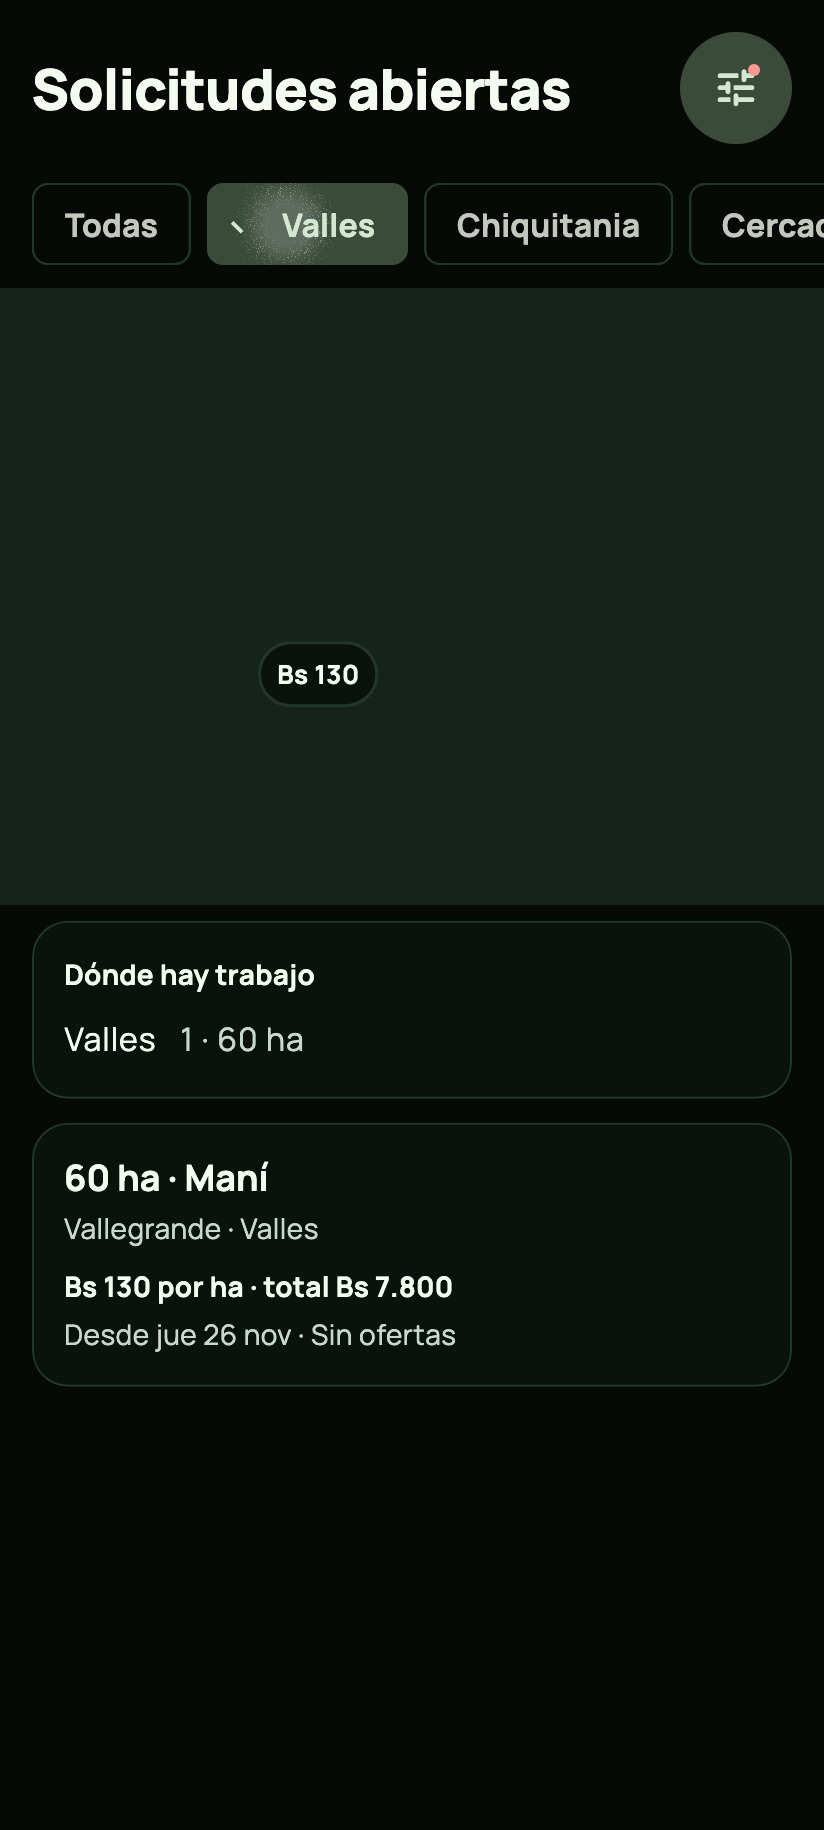 Solicitudes abiertas
Todas
Valles
Chiquitania
Bs 130
Dónde hay trabajo
Valles 1 · 60 ha
60 ha · Maní
Vallegrande · Valles
Bs 130 por ha · total Bs 7.800
Desde jue 26 nov · Sin ofertas